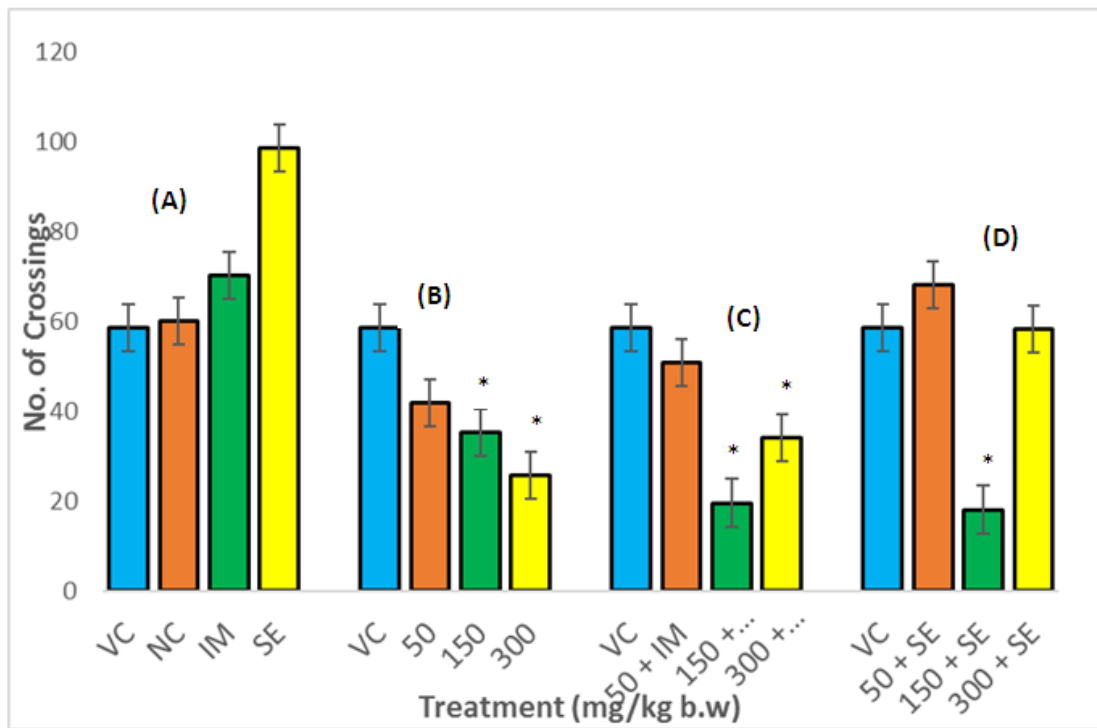 120
100
80
60
40
20
0
No. of Crossings
(A)
(B)
(C)
(D)
*
*
*
*
*
VC
NC
IM
SE
VC
50
150
300
VC
50 + IM
150 +...
300 +...
VC
50 + SE
150 + SE
300 + SE
Treatment (mg/kg b.w)